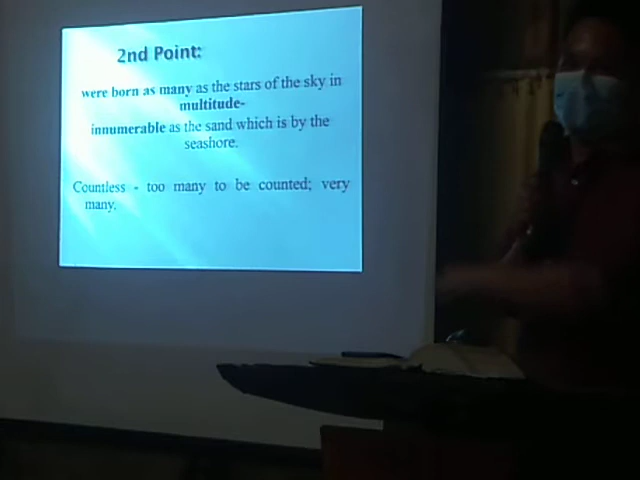 2nd Point:
were born as many as the stars of the sky in
multitude-
innumerable as the sand which is by the
seashore.
Countless - too many to be counted; very
many.